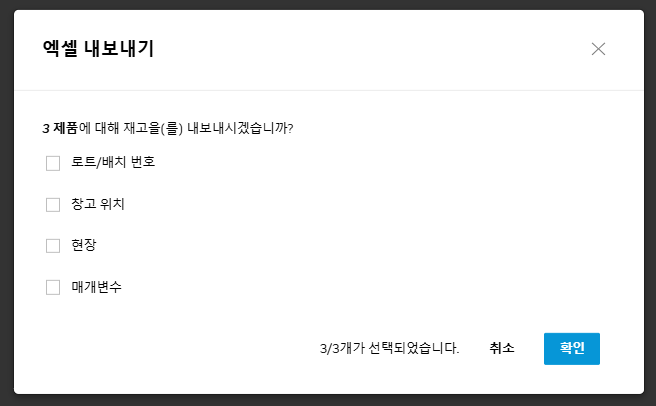 엑셀 내보내기
3 제품에 대해 재고을(를) 내보내시겠습니까?
로트/배치 번호
창고 위치
현장
매개변수
3/3개가 선택되었습니다. 취소 확인